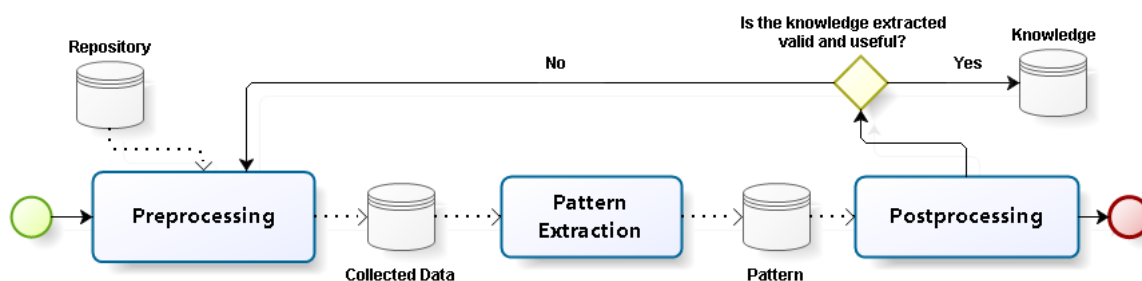 Is the knowledge extracted
valid and useful?
Knowledge
Repository
No
Yes
Preprocessing
Pattern
Extraction
Postprocessing
Collected Data
Pattern